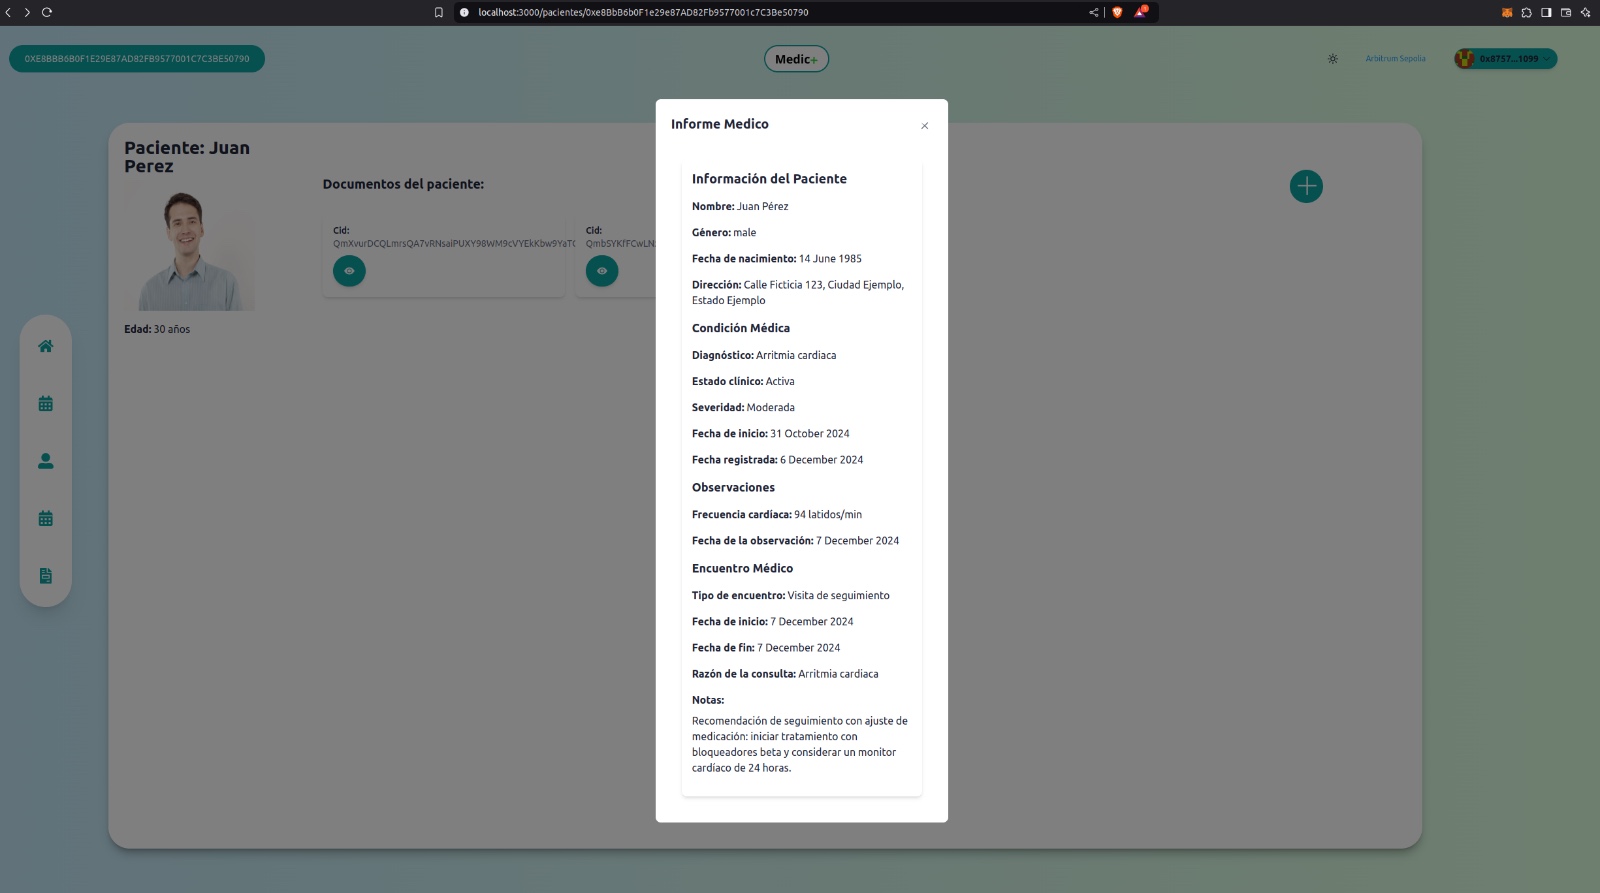 localhost:3000/pacientes/0xe8BbB6b0F1e29e87AD82Fb9577001c7C3Be50790
0XE8BBB6B0F1E29E87AD82FB9577001C7C3BE50790
Medic+
Arbitrum Sepolia
0x8757...1099
Paciente: Juan
Perez
Edad: 30 años
Documentos del paciente:
Cid:
QmXvurDCQLmrsQA7vRNsaiPUXY98WM9cVYEkKbw9YaT
Cid:
QmbSYKfFCwLN
Informe Medico
Información del Paciente
Nombre: Juan Pérez
Género: male
Fecha de nacimiento: 14 June 1985
Dirección: Calle Ficticia 123, Ciudad Ejemplo,
Estado Ejemplo
Condición Médica
Diagnóstico: Arritmia cardiaca
Estado clínico: Activa
Severidad: Moderada
Fecha de inicio: 31 October 2024
Fecha registrada: 6 December 2024
Observaciones
Frecuencia cardíaca: 94 latidos/min
Fecha de la observación: 7 December 2024
Encuentro Médico
Tipo de encuentro: Visita de seguimiento
Fecha de inicio: 7 December 2024
Fecha de fin: 7 December 2024
Razón de la consulta: Arritmia cardiaca
Notas:
Recomendación de seguimiento con ajuste de
medicación: iniciar tratamiento con
bloqueadores beta y considerar un monitor
cardíaco de 24 horas.